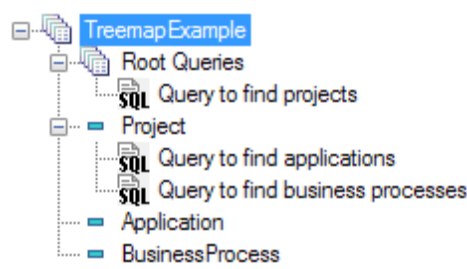 TreemapExample
Root Queries
SQL Query to find projects
Project
SQL Query to find applications
SQL Query to find business processes
Application
BusinessProcess